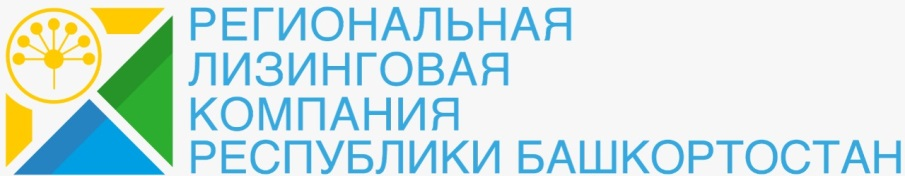 РЕГИОНАЛЬНАЯ
ЛИЗИНГОВАЯ
КОМПАНИЯ
РЕСПУБЛИКИ БАШКОРТОСТАН